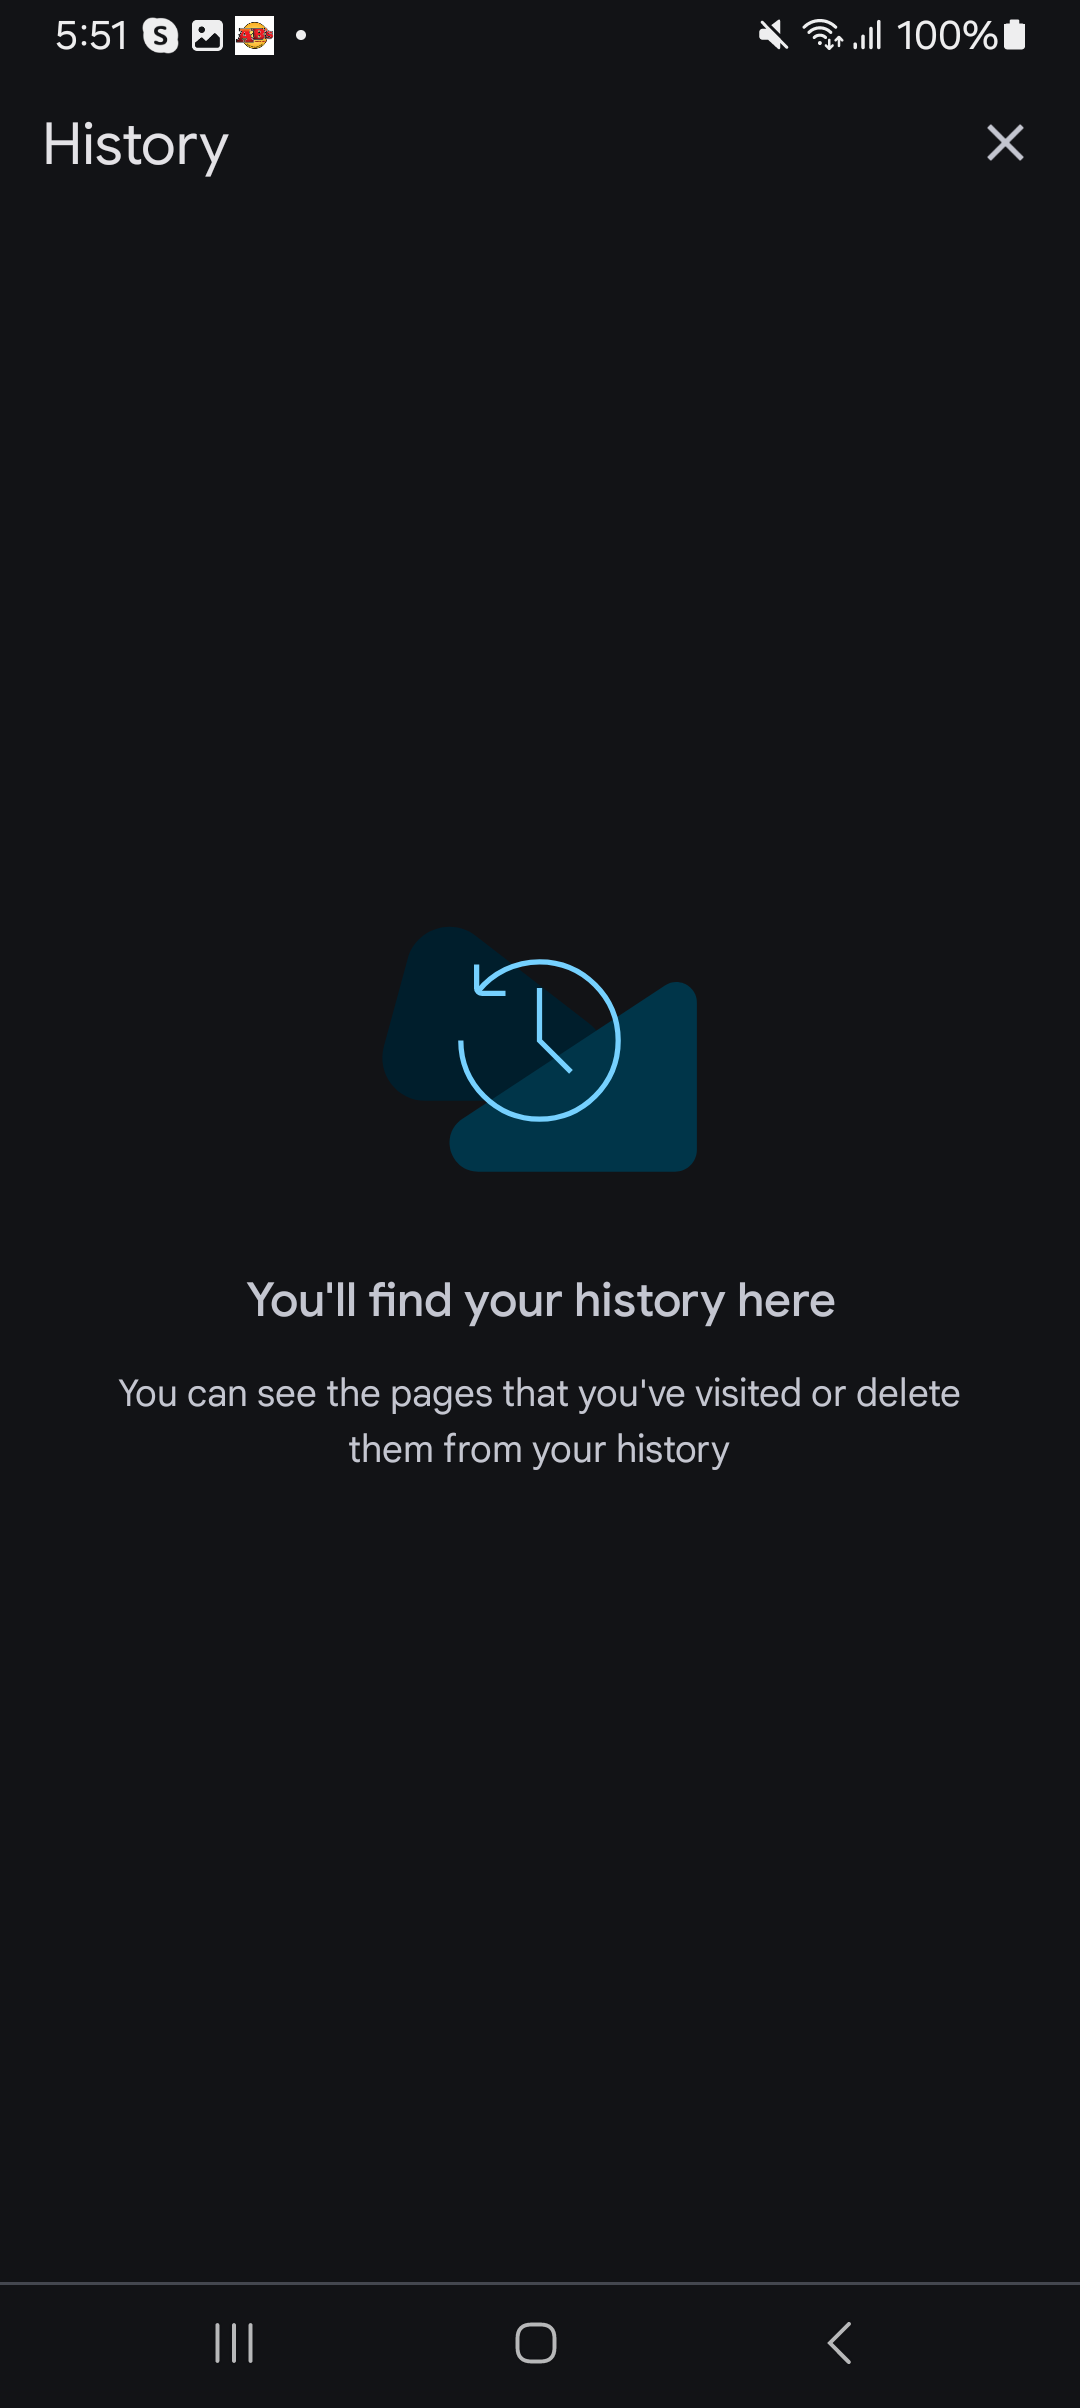 5:51 S ABs 100%
History
You'll find your history here
You can see the pages that you've visited or delete
them from your history